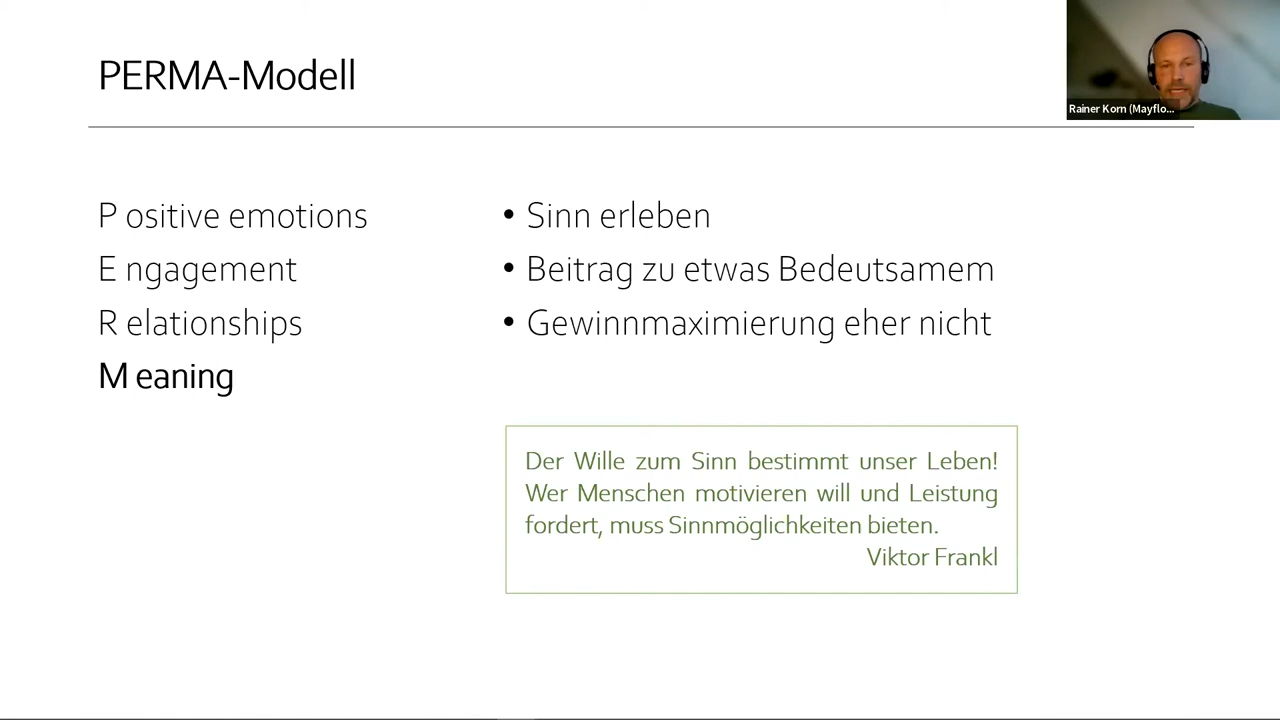 PERMA-Modell
Rainer Korn (Mayflo...
P ositive emotions
E ngagement
R elationships
M eaning
• Sinn erleben
• Beitrag zu etwas Bedeutsamem
• Gewinnmaximierung eher nicht
Der Wille zum Sinn bestimmt unser Leben!
Wer Menschen motivieren will und Leistung
fordert, muss Sinnmöglichkeiten bieten.
Viktor Frankl